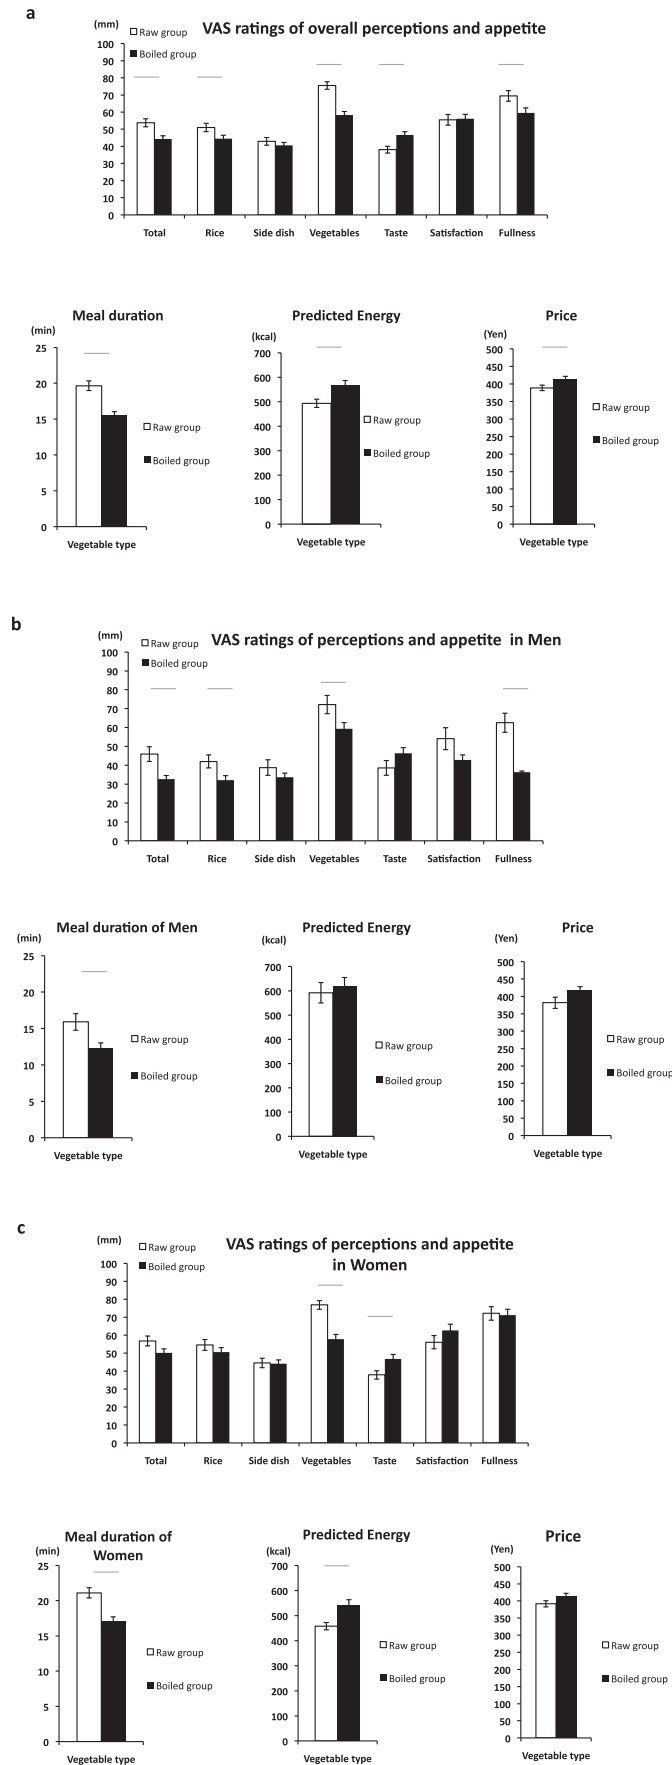 a
VAS ratings of overall perceptions and appetite
(mm)
Raw group
Boiled group
100
90
80
70
60
50
40
30
20
10
0
Total Rice Side dish Vegetables Taste Satisfaction Fullness
Meal duration
(min)
25
20
15
10
5
0
Raw group
Boiled group
Vegetable type
Predicted Energy
(kcal)
700
600
500
400
300
200
100
0
Raw group
Boiled group
Vegetable type
Price
(Yen)
500
450
400
350
300
250
200
150
100
50
0
Raw group
Boiled group
Vegetable type
b
VAS ratings of perceptions and appetite in Men
(mm)
Raw group
Boiled group
100
90
80
70
60
50
40
30
20
10
0
Total Rice Side dish Vegetables Taste Satisfaction Fullness
Meal duration of Men
(min)
25
20
15
10
5
0
Raw group
Boiled group
Vegetable type
Predicted Energy
(kcal)
700
600
500
400
300
200
100
0
Raw group
Boiled group
Vegetable type
Price
(Yen)
500
450
400
350
300
250
200
150
100
50
0
Raw group
Boiled group
Vegetable type
c
VAS ratings of perceptions and appetite
in Women
(mm)
Raw group
Boiled group
100
90
80
70
60
50
40
30
20
10
0
Total Rice Side dish Vegetables Taste Satisfaction Fullness
Meal duration of
Women
(min)
25
20
15
10
5
0
Raw group
Boiled group
Vegetable type
Predicted Energy
(kcal)
700
600
500
400
300
200
100
0
Raw group
Boiled group
Vegetable type
Price
(Yen)
500
450
400
350
300
250
200
150
100
50
0
Raw group
Boiled group
Vegetable type